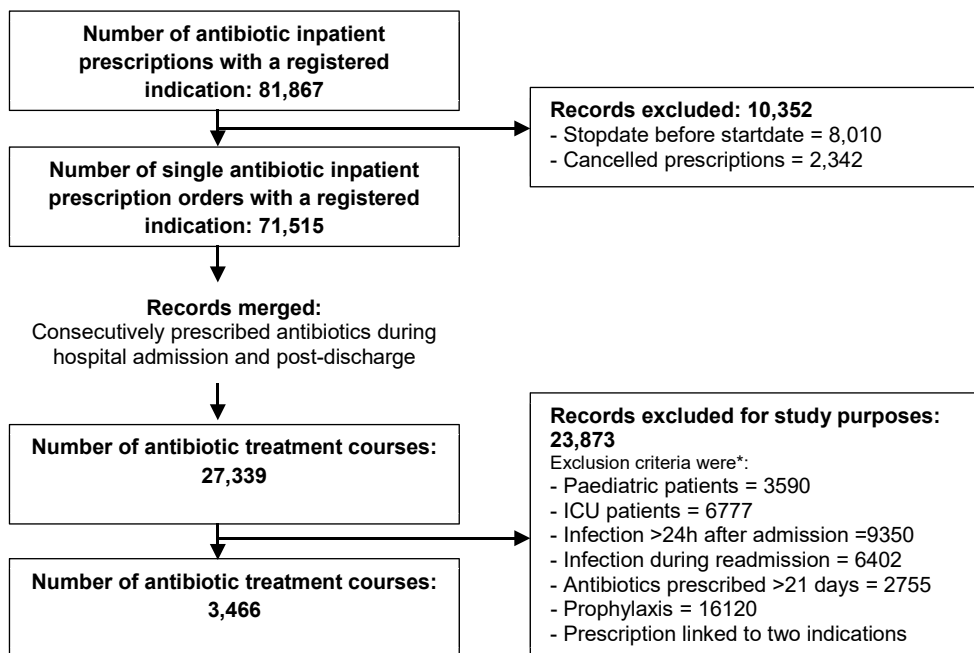 Number of antibiotic inpatient
prescriptions with a registered
indication: 81,867
Records excluded: 10,352
- Stopdate before startdate = 8,010
- Cancelled prescriptions = 2,342
Number of single antibiotic inpatient
prescription orders with a registered
indication: 71,515
Records merged:
Consecutively prescribed antibiotics during
hospital admission and post-discharge
Number of antibiotic treatment courses:
27,339
Records excluded for study purposes:
23,873
Exclusion criteria were*:
- Paediatric patients = 3590
- ICU patients = 6777
- Infection >24h after admission =9350
- Infection during readmission = 6402
- Antibiotics prescribed >21 days = 2755
- Prophylaxis = 16120
- Prescription linked to two indications
Number of antibiotic treatment courses:
3,466